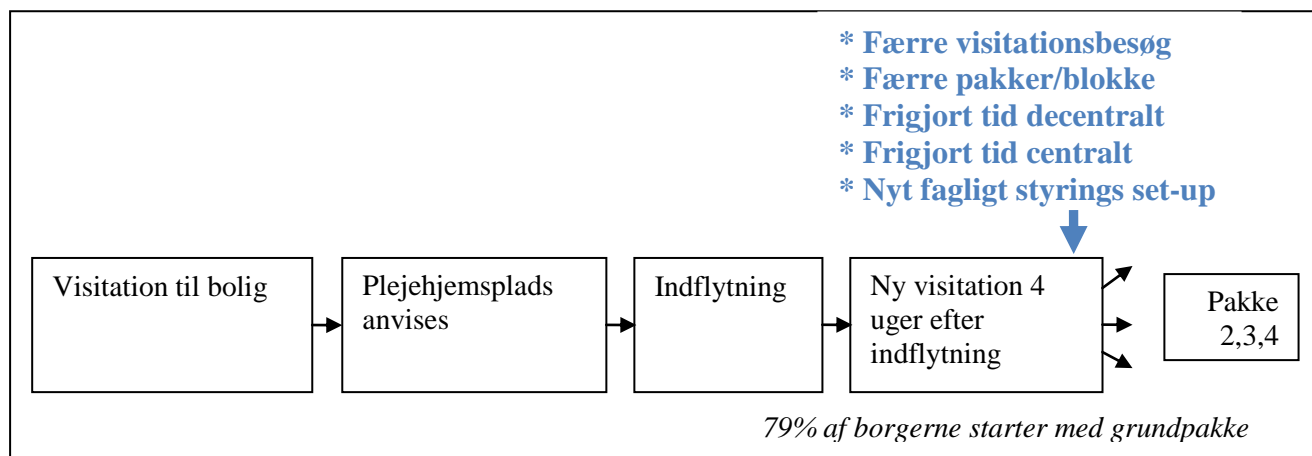 * Færre visitationsbesøg
* Færre pakker/blokke
* Frigjort tid decentralt
* Frigjort tid centralt
* Nyt fagligt styrings set-up
Visitation til bolig
Plejehjemsplads
anvises
Indflytning
Ny visitation 4
uger efter
indflytning
Pakke
2,3,4
79% af borgerne starter med grundpakke